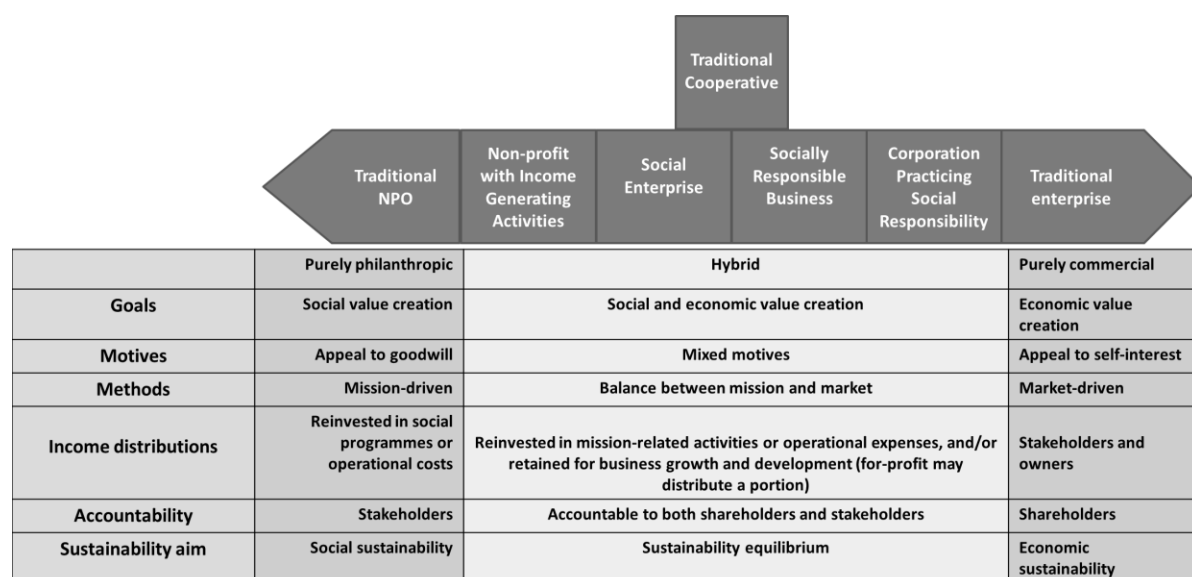 Traditional
Cooperative
Traditional
NPO
Non-profit
with Income
Generating
Activities
Social
Enterprise
Socially
Responsible
Business
Corporation
Practicing
Social
Responsibility
Traditional
enterprise
Purely philanthropic
Hybrid
Purely commercial
Goals
Social value creation
Social and economic value creation
Economic value
creation
Motives
Appeal to goodwill
Mixed motives
Appeal to self-interest
Methods
Mission-driven
Balance between mission and market
Market-driven
Income distributions
Reinvested in social
programmes or
operational costs
Reinvested in mission-related activities or operational expenses, and/or
retained for business growth and development (for-profit may
distribute a portion)
Stakeholders
and owners
Accountability
Stakeholders
Accountable to both shareholders and stakeholders
Shareholders
Sustainability aim
Social sustainability
Sustainability equilibrium
Economic
sustainability